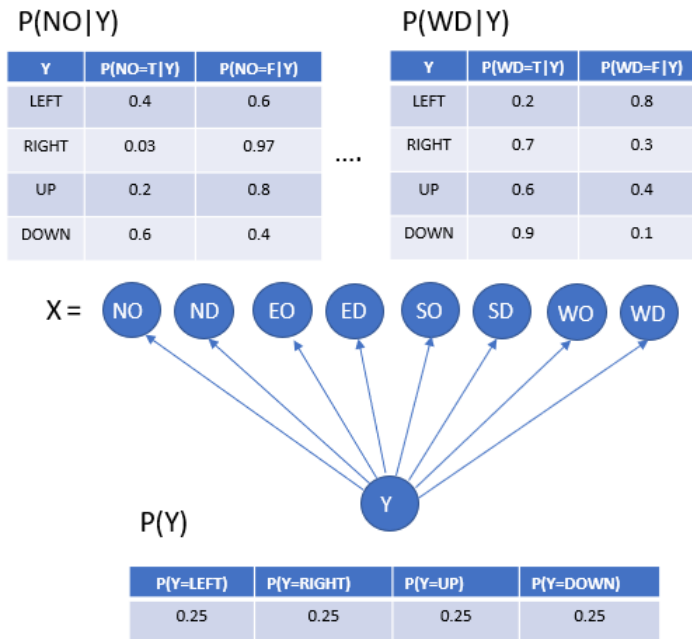 P(NO|Y) P(WD|Y)
Y P(NO=T|Y) P(NO=F|Y) Y P(WD=T|Y) P(WD=F|Y)
LEFT 0.4 0.6 LEFT 0.2 0.8
RIGHT 0.03 0.97 .... RIGHT 0.7 0.3
UP 0.2 0.8 UP 0.6 0.4
DOWN 0.6 0.4 DOWN 0.9 0.1
X = NO ND EO ED SO SD WO WD
Y
P(Y)
P(Y=LEFT) P(Y=RIGHT) P(Y=UP) P(Y=DOWN)
0.25 0.25 0.25 0.25